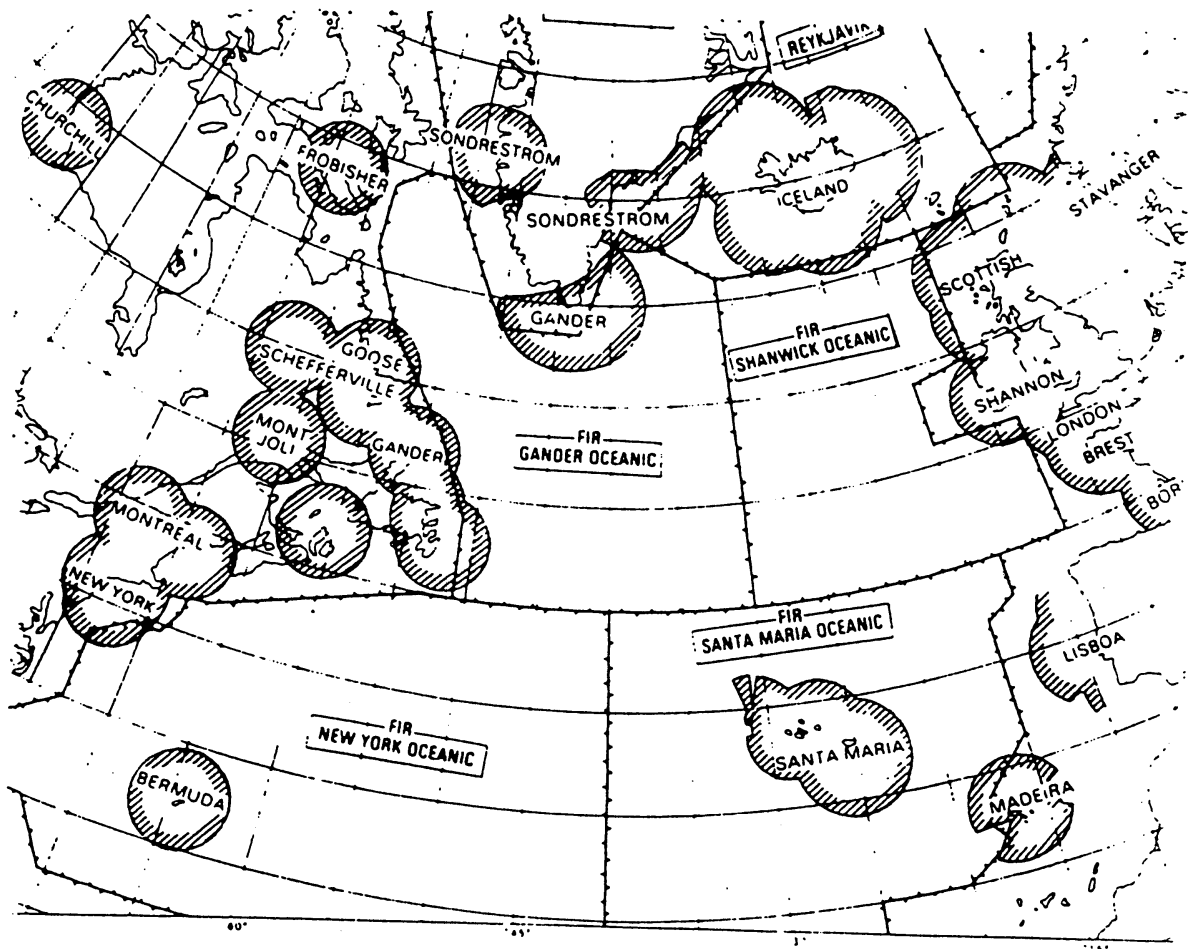 REYKJAVIK
CHURCHILL
FROBISHER
SONDRESTROM
ICELAND
STAVANGER
SONDRESTROM
SCOTTISH
GANDER
FIR
SHANWICK OCEANIC
GOOSE
SCHEFFERVILLE
SHANNON
MONT
JOLI
GANDER
FIR
GANDER OCEANIC
LONDON
BREST
BOR
MONTREAL
NEW YORK
FIR
SANTA MARIA OCEANIC
LISBOA
FIR
NEW YORK OCEANIC
SANTA MARIA
BERMUDA
MADEIRA
60°